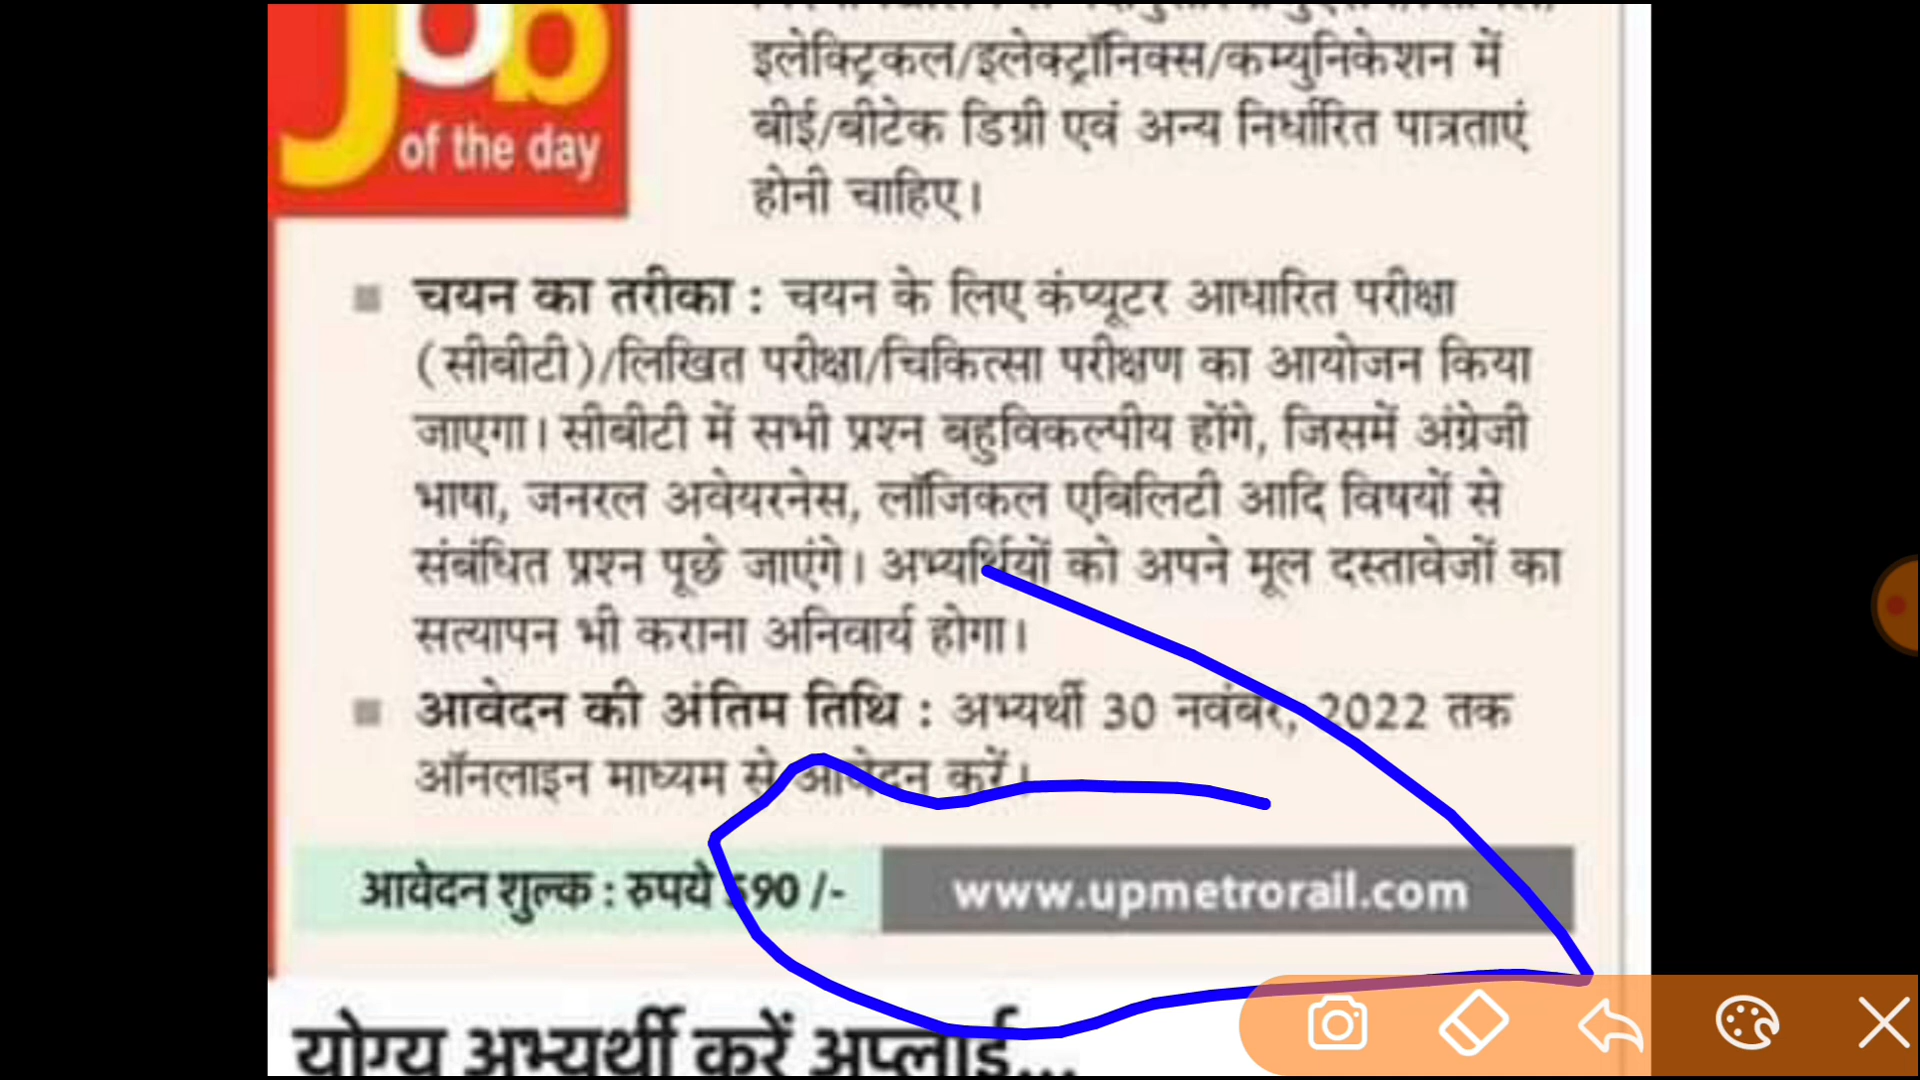 Job
of the day
इलेक्ट्रिकल/इलेक्ट्रॉनिक्स/कम्युनिकेशन में
बीई/बीटेक डिग्री एवं अन्य निर्धारित पात्रताएं
होनी चाहिए।
चयन का तरीका : चयन के लिए कंप्यूटर आधारित परीक्षा
(सीबीटी)/लिखित परीक्षा/चिकित्सा परीक्षण का आयोजन किया
जाएगा। सीबीटी में सभी प्रश्न बहुविकल्पीय होंगे, जिसमें अंग्रेजी
भाषा, जनरल अवेयरनेस, लॉजिकल एबिलिटी आदि विषयों से
संबंधित प्रश्न पूछे जाएंगे। अभ्यर्थियों को अपने मूल दस्तावेजों का
सत्यापन भी कराना अनिवार्य होगा।
आवेदन की अंतिम तिथि : अभ्यर्थी 30 नवंबर, 2022 तक
ऑनलाइन माध्यम से आवेदन करें।
आवेदन शुल्क : रुपये 590 /-
www.upmetrorail.com
योग्य अभ्यर्थी करें अप्लाई...